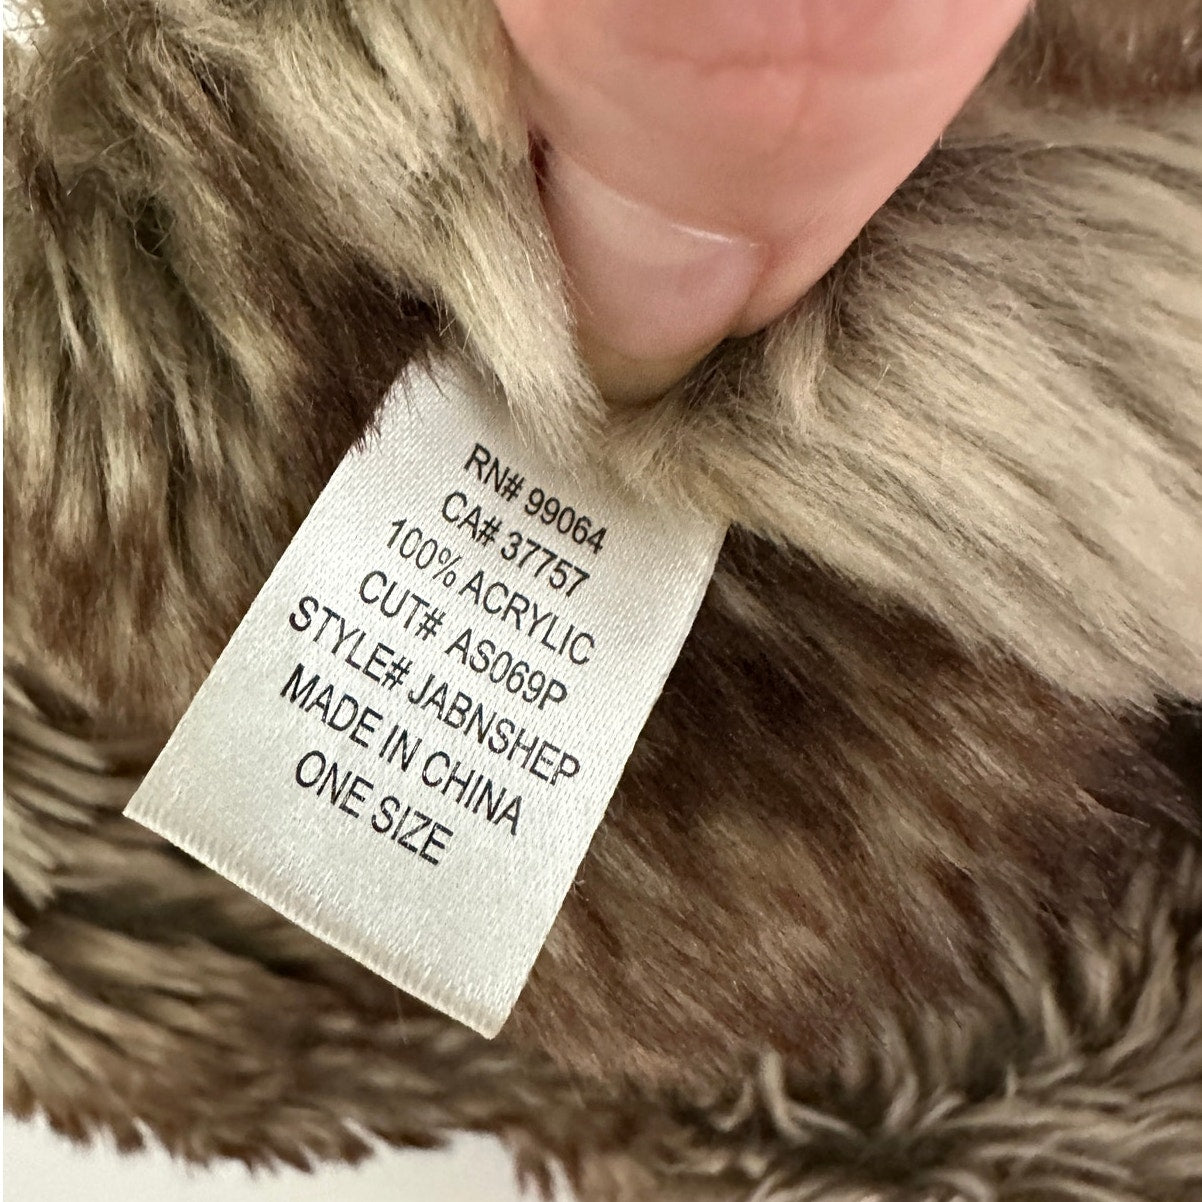 RN# 99064
CA# 37757
100% ACRYLIC
CUT# AS069P
STYLE# JABNSHEP
MADE IN CHINA
ONE SIZE